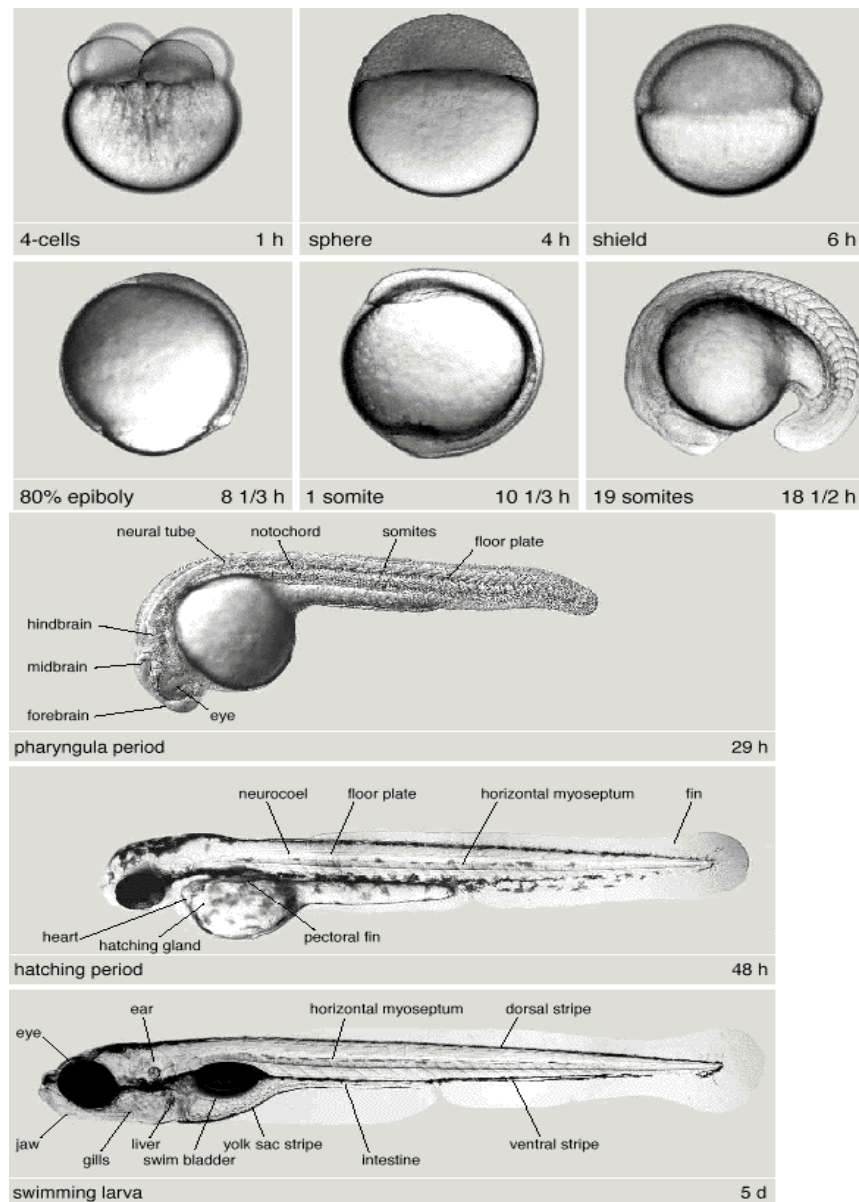 4-cells 1 h
sphere 4 h
shield 6 h
80% epiboly 8 1/3 h
1 somite 10 1/3 h
19 somites 18 1/2 h
neural tube notochord somites floor plate
hindbrain
midbrain
forebrain eye
pharyngula period 29 h
neurocoel floor plate horizontal myoseptum fin
heart hatching gland pectoral fin
hatching period 48 h
ear horizontal myoseptum dorsal stripe
eye
jaw gills liver swim bladder yolk sac stripe intestine ventral stripe
swimming larva 5 d